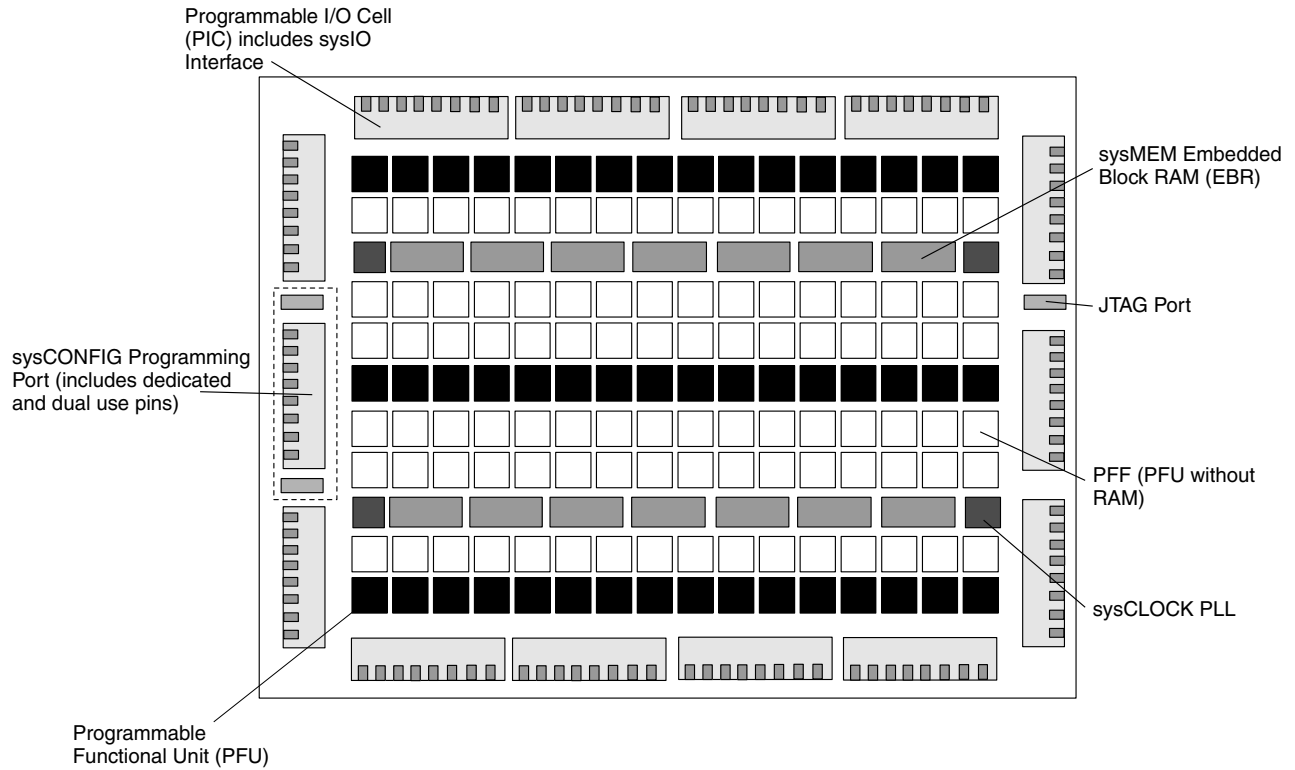 Programmable I/O Cell
(PIC) includes sysIO
Interface
sysMEM Embedded
Block RAM (EBR)
JTAG Port
sysCONFIG Programming
Port (includes dedicated
and dual use pins)
PFF (PFU without
RAM)
sysCLOCK PLL
Programmable
Functional Unit (PFU)